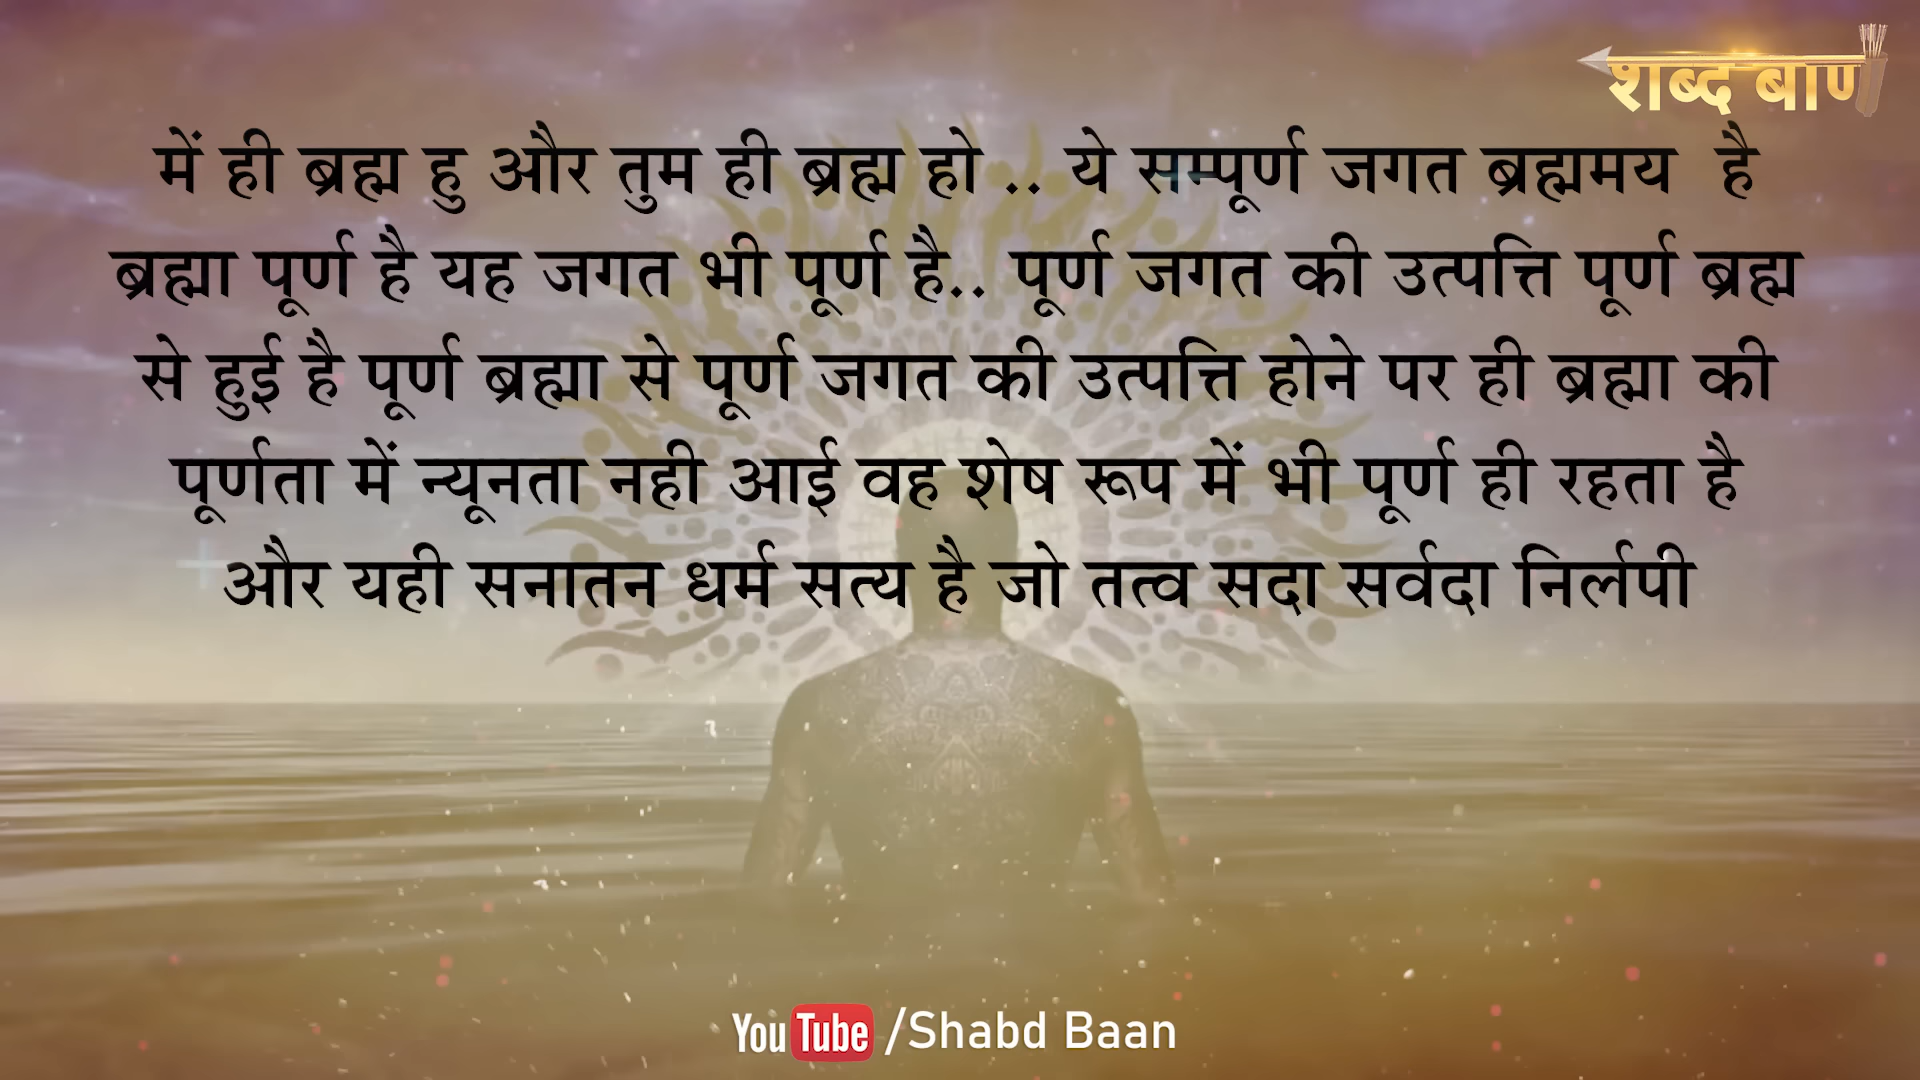 शब्द बाण
में ही ब्रह्म हु और तुम ही ब्रह्म हो .. ये सम्पूर्ण जगत ब्रह्ममय  है
ब्रह्मा पूर्ण है यह जगत भी पूर्ण है.. पूर्ण जगत की उत्पत्ति पूर्ण ब्रह्म
से हुई है पूर्ण ब्रह्मा से पूर्ण जगत की उत्पत्ति होने पर ही ब्रह्मा की
पूर्णता में न्यूनता नही आई वह शेष रूप में भी पूर्ण ही रहता है
और यही सनातन धर्म सत्य है जो तत्व सदा सर्वदा निर्लपी
YouTube /Shabd Baan